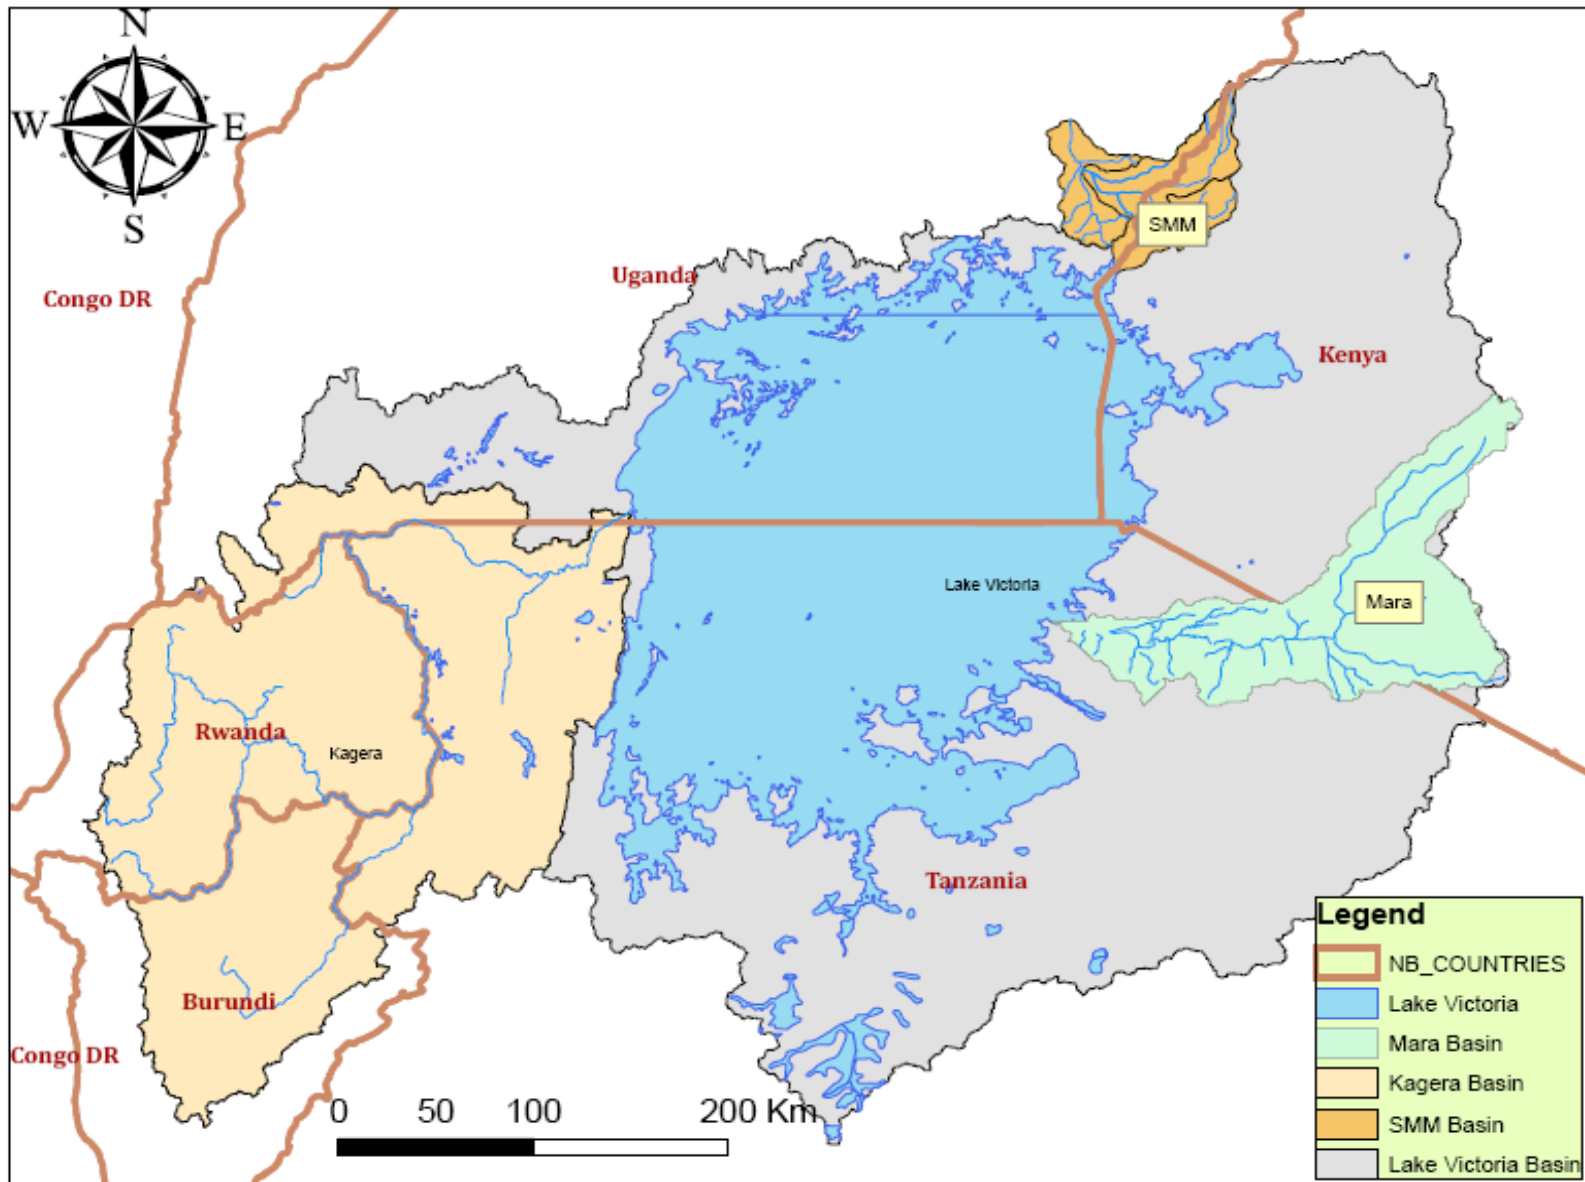 N
W
E
S
SMM
Uganda
Congo DR
Kenya
Lake Victoria
Mara
Rwanda
Kagera
Tanzania
Burundi
Congo DR
0 50 100 200 Km
Legend
NB_COUNTRIES
Lake Victoria
Mara Basin
Kagera Basin
SMM Basin
Lake Victoria Basin